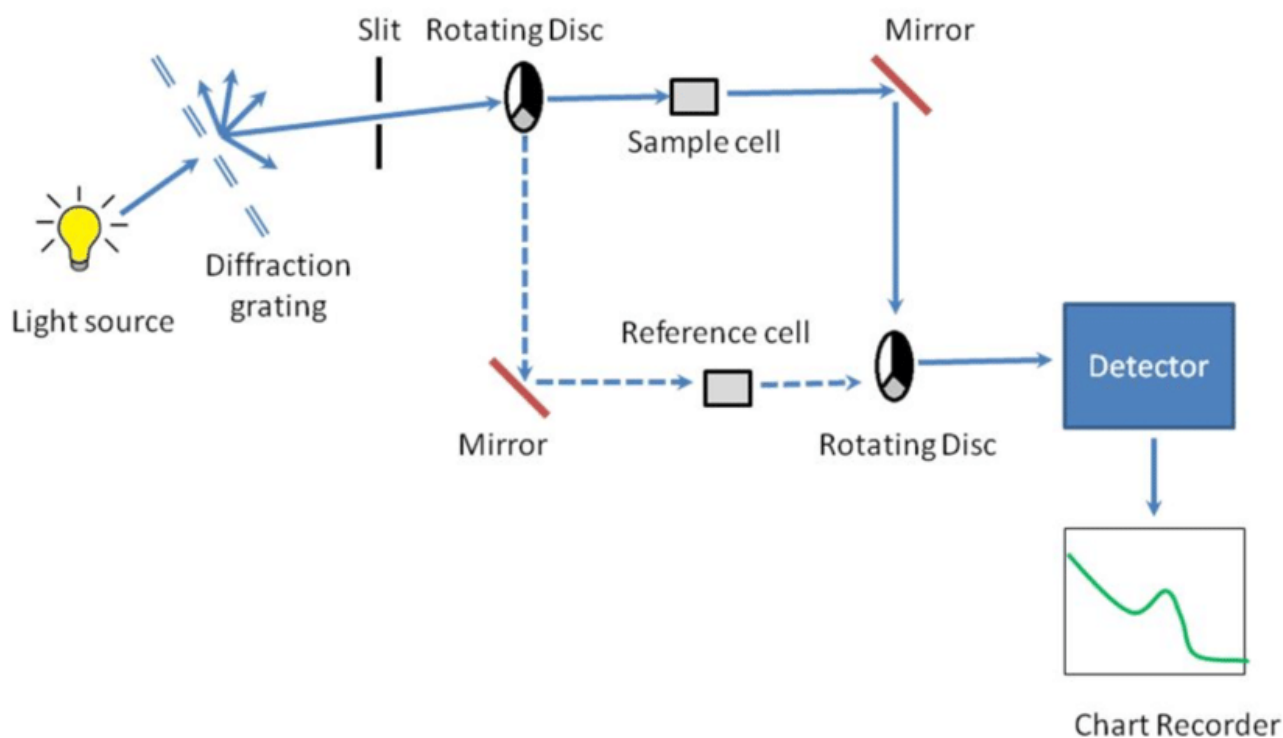 Slit
Rotating Disc
Mirror
Sample cell
Diffraction
grating
Light source
Reference cell
Detector
Mirror
Rotating Disc
Chart Recorder